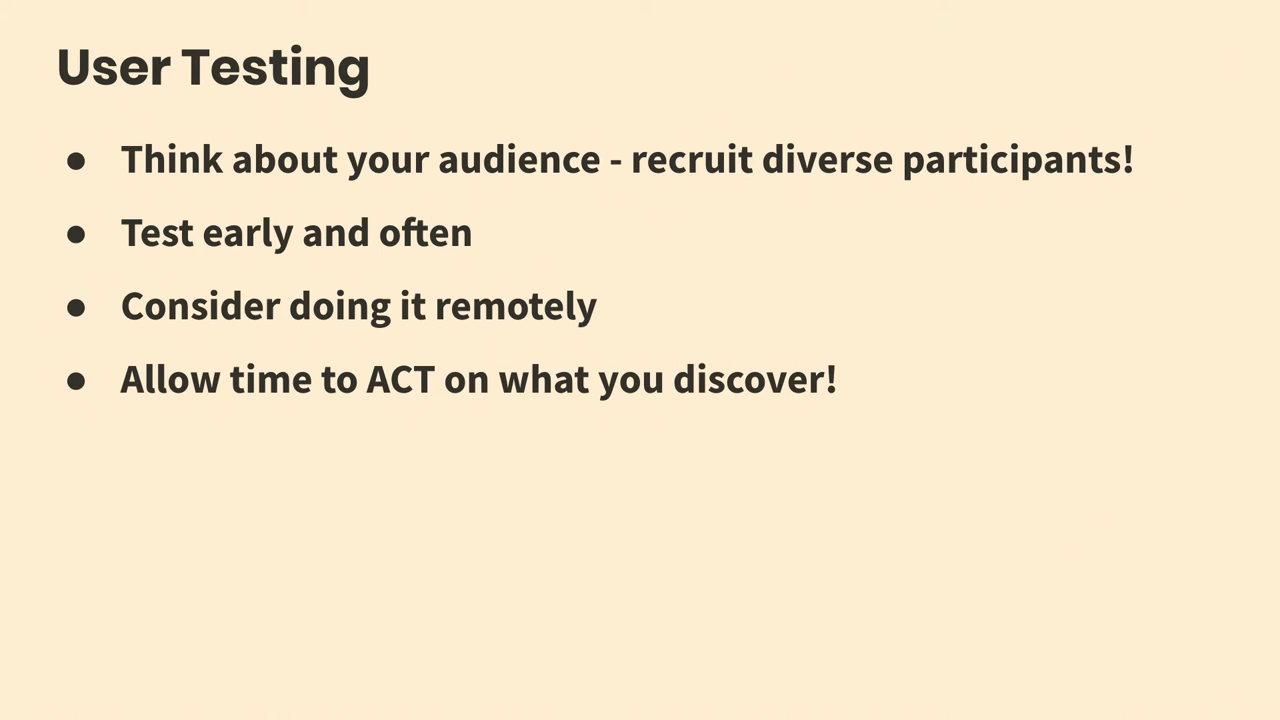 User Testing
● Think about your audience - recruit diverse participants!
● Test early and often
● Consider doing it remotely
● Allow time to ACT on what you discover!